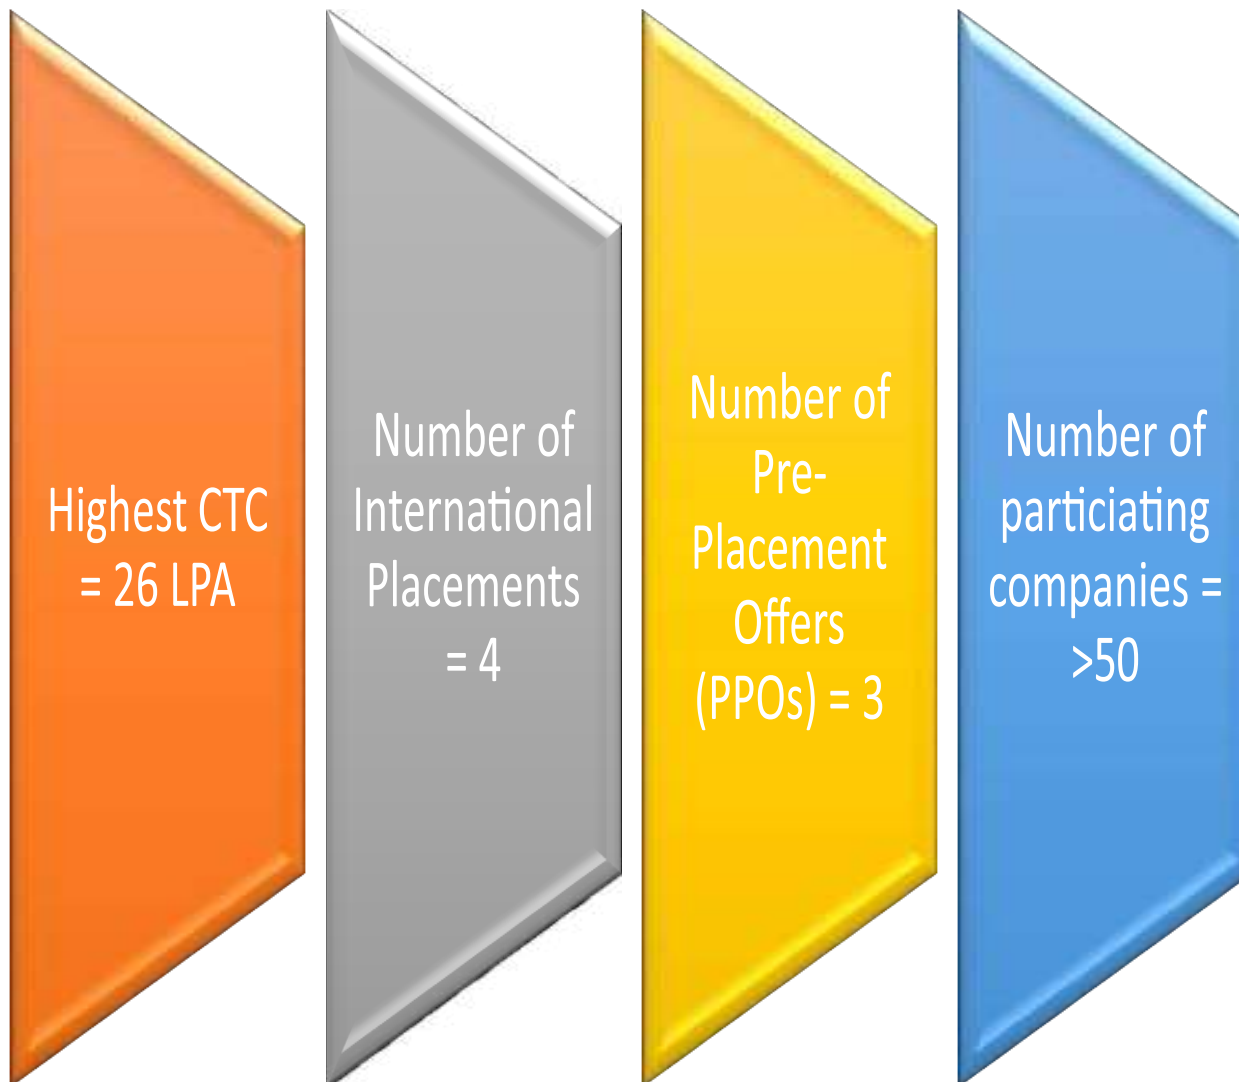 Highest CTC
= 26 LPA
Number of
International
Placements
= 4
Number of
Pre-
Placement
Offers
(PPOs) = 3
Number of
particiating
companies =
>50